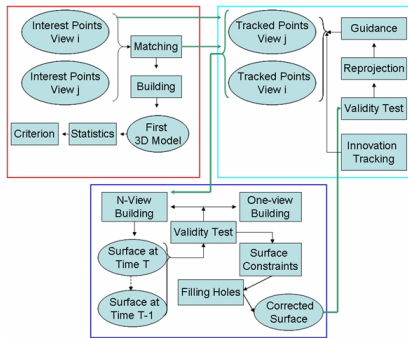 Interest Points
View i
Interest Points
View j
Matching
Building
First
3D Model
Statistics
Criterion
Tracked Points
View j
Tracked Points
View i
Guidance
Reprojection
Validity Test
Innovation
Tracking
N-View
Building
One-view
Building
Validity Test
Surface at
Time T
Surface
Constraints
Surface at
Time T-1
Filling Holes
Corrected
Surface